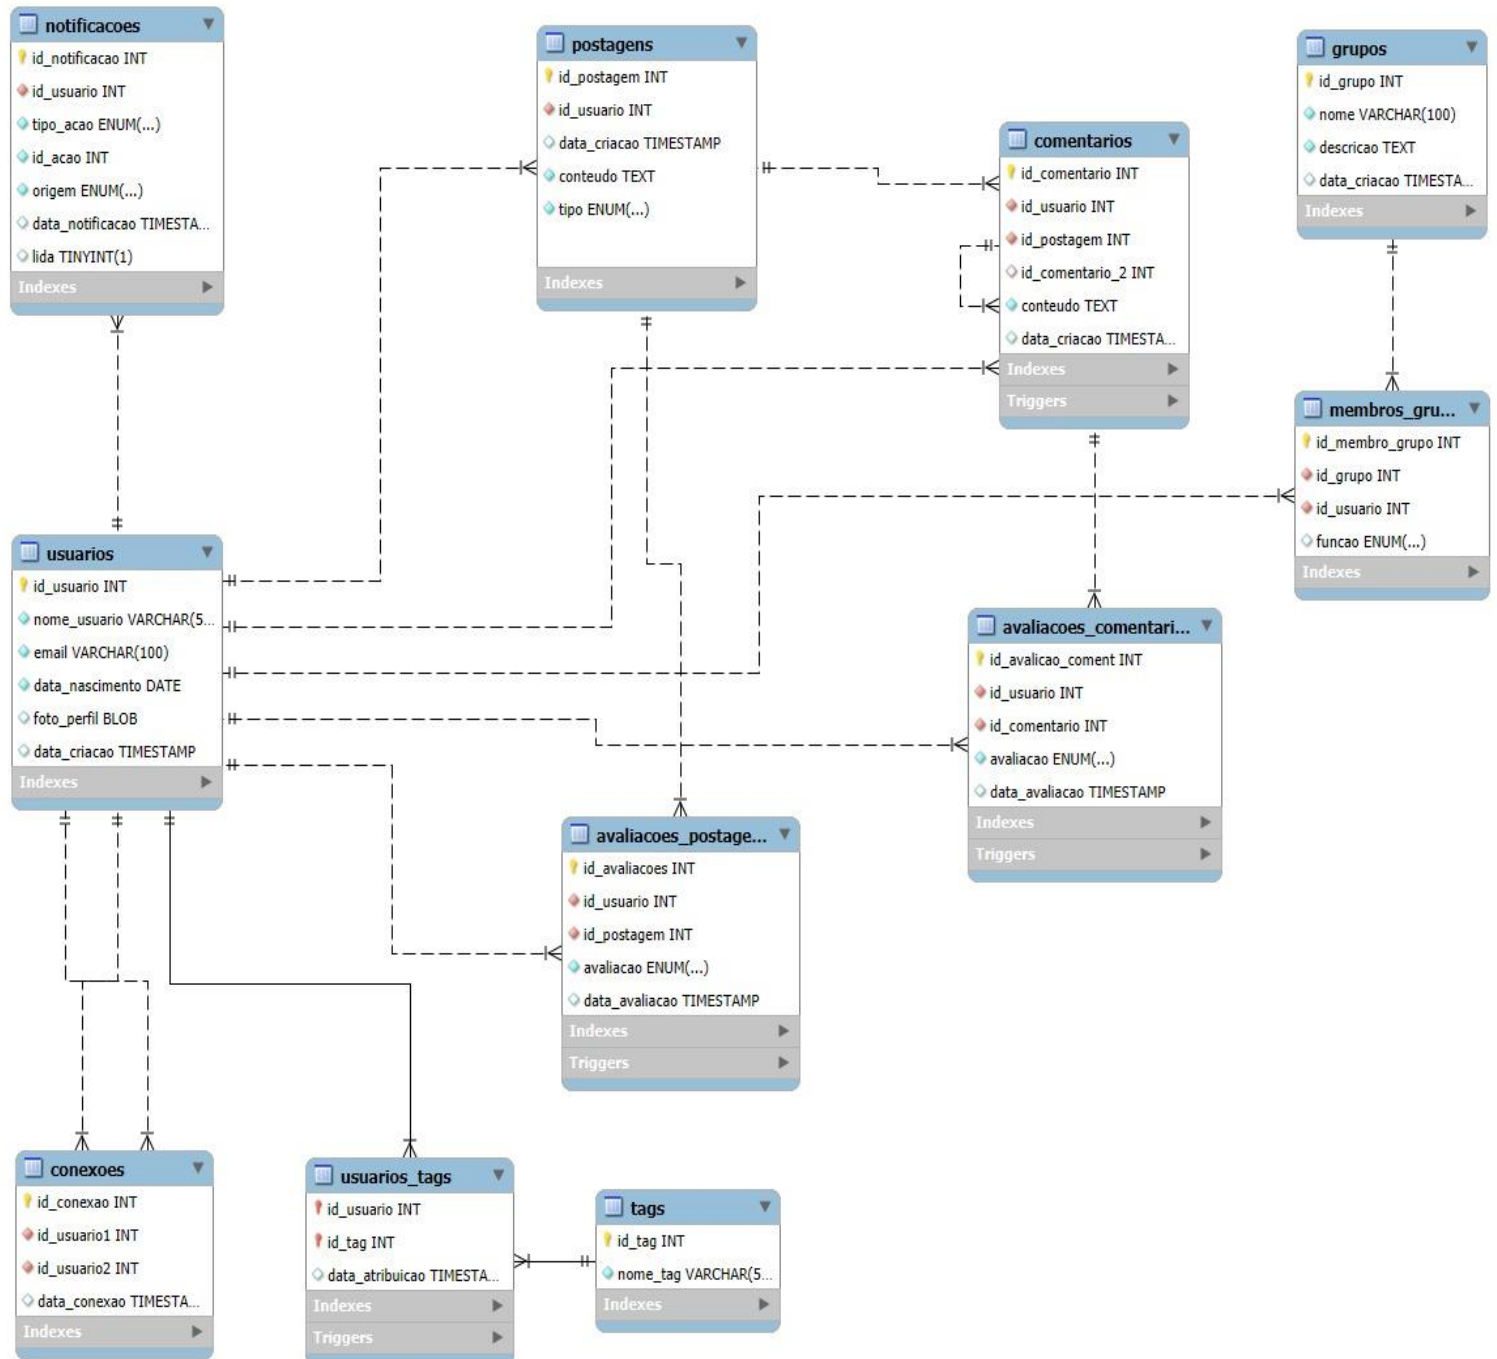 notificacoes
id_notificacao INT
id_usuario INT
tipo_acao ENUM(...)
id_acao INT
origem ENUM(...)
data_notificacao TIMESTA...
lida TINYINT(1)
Indexes
postagens
id_postagem INT
id_usuario INT
data_criacao TIMESTAMP
conteudo TEXT
tipo ENUM(...)
Indexes
comentarios
id_comentario INT
id_usuario INT
id_postagem INT
id_comentario_2 INT
conteudo TEXT
data_criacao TIMESTA...
Indexes
Triggers
grupos
id_grupo INT
nome VARCHAR(100)
descricao TEXT
data_criacao TIMESTA...
Indexes
membros_gru...
id_membro_grupo INT
id_grupo INT
id_usuario INT
funcao ENUM(...)
Indexes
usuarios
id_usuario INT
nome_usuario VARCHAR(5...
email VARCHAR(100)
data_nascimento DATE
foto_perfil BLOB
data_criacao TIMESTAMP
Indexes
avaliacoes_comentari...
id_avalicao_coment INT
id_usuario INT
id_comentario INT
avaliacao ENUM(...)
data_avaliacao TIMESTAMP
Indexes
Triggers
avaliacoes_postage...
id_avaliacoes INT
id_usuario INT
id_postagem INT
avaliacao ENUM(...)
data_avaliacao TIMESTAMP
Indexes
Triggers
conexoes
id_conexao INT
id_usuario1 INT
id_usuario2 INT
data_conexao TIMESTA...
Indexes
usuarios_tags
id_usuario INT
id_tag INT
data_atribuicao TIMESTA...
Indexes
Triggers
tags
id_tag INT
nome_tag VARCHAR(5...
Indexes